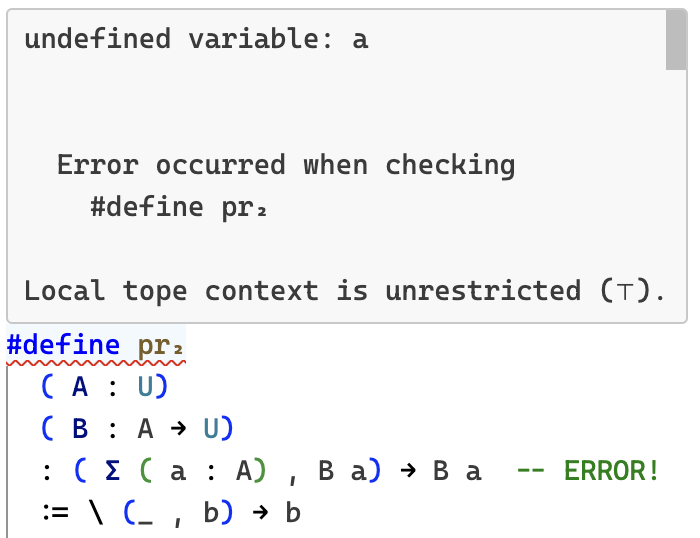 undefined variable: a
Error occurred when checking
#define pr₂
Local tope context is unrestricted (⊤).
#define pr₂
( A : U)
( B : A → U)
: ( Σ ( a : A) , B a) → B a -- ERROR!
:= \ (_ , b) → b